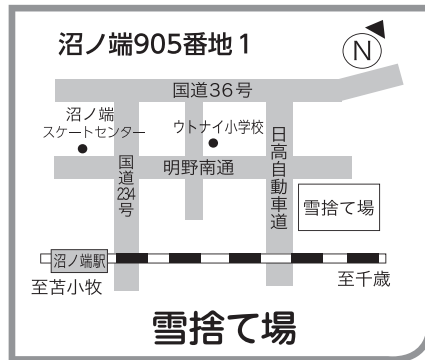 沼ノ端905番地1
N
国道36号
沼ノ端
スケートセンター
ウトナイ小学校
国道234号
明野南通
日高自動車道
雪捨て場
沼ノ端駅
至苫小牧
至千歳
雪捨て場